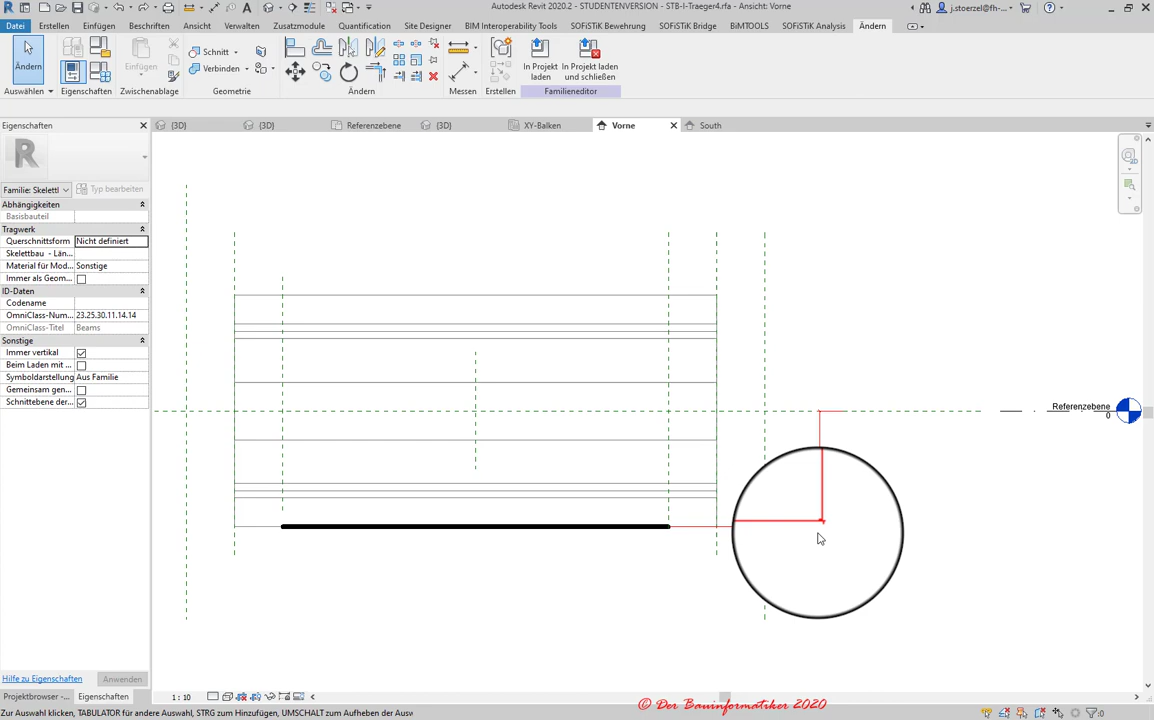 Autodesk Revit 2020.2 - STUDENTENVERSION - STB-I-Traeger4.rfa - Ansicht: Vorne
j.stoerzel@fh-...
Datei Erstellen Einfügen Beschriften Ansicht Verwalten Zusatzmodule Quantification Site Designer BIM Interoperability Tools SOFiSTiK Bewehrung SOFiSTiK Bridge BiMTOOLS SOFiSTiK Analysis Ändern
Ändern
Einfügen
Schnitt
Verbinden
In Projekt laden
In Projekt laden und schließen
Auswählen Eigenschaften Zwischenablage Geometrie Ändern Messen Erstellen Familieneditor
Eigenschaften
(3D) (3D) Referenzebene (3D) XY-Balken Vorne South
Familie: Skelettl Typ bearbeiten
Abhängigkeiten
Basisbauteil
Tragwerk
Querschnittsform Nicht definiert
Skelettbau - Län...
Material für Mod... Sonstige
Immer als Geom...
ID-Daten
Codename
OmniClass-Num... 23.25.30.11.14.14
OmniClass-Titel Beams
Sonstige
Immer vertikal
Beim Laden mit ...
Symboldarstellung Aus Familie
Gemeinsam gen...
Schnittebene der...
Referenzebene
0
Hilfe zu Eigenschaften Anwenden
Projektbrowser -... Eigenschaften
1 : 10
Zur Auswahl klicken, TABULATOR für andere Auswahl, STRG zum Hinzufügen, UMSCHALT zum Aufheben der Ausw
:0
© Der Bauinformatiker 2020